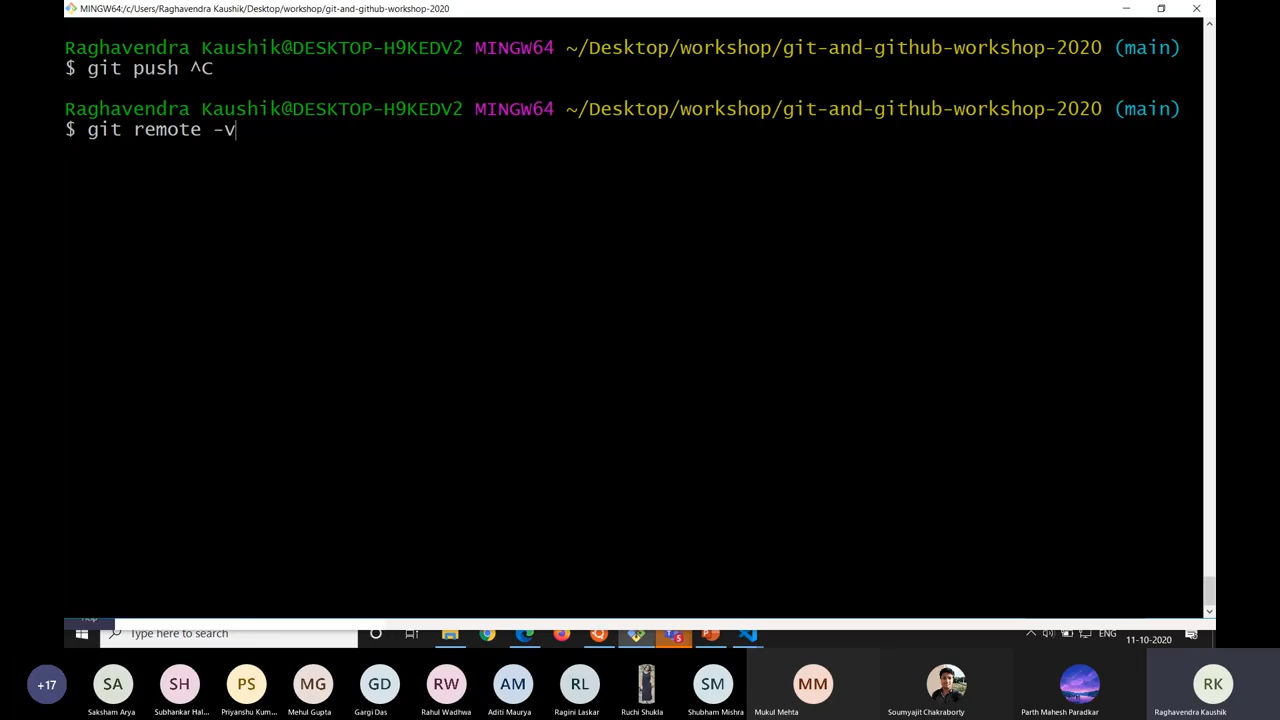 MINGW64:/c/Users/Raghavendra Kaushik/Desktop/workshop/git-and-github-workshop-2020
Raghavendra Kaushik@DESKTOP-H9KEDV2 MINGW64 ~/Desktop/workshop/git-and-github-workshop-2020 (main)
$ git push ^C
Raghavendra Kaushik@DESKTOP-H9KEDV2 MINGW64 ~/Desktop/workshop/git-and-github-workshop-2020 (main)
$ git remote -v
Help
Type here to search
5
ENG
11-10-2020
+17
SA
SH
PS
MG
GD
RW
AM
RL
SM
MM
RK
Saksham Arya
Subhankar Hal...
Priyanshu Kum...
Mehul Gupta
Gargi Das
Rahul Wadhwa
Aditi Maurya
Ragini Laskar
Ruchi Shukla
Shubham Mishra
Mukul Mehta
Soumyajit Chakraborty
Parth Mahesh Paradkar
Raghavendra Kaushik